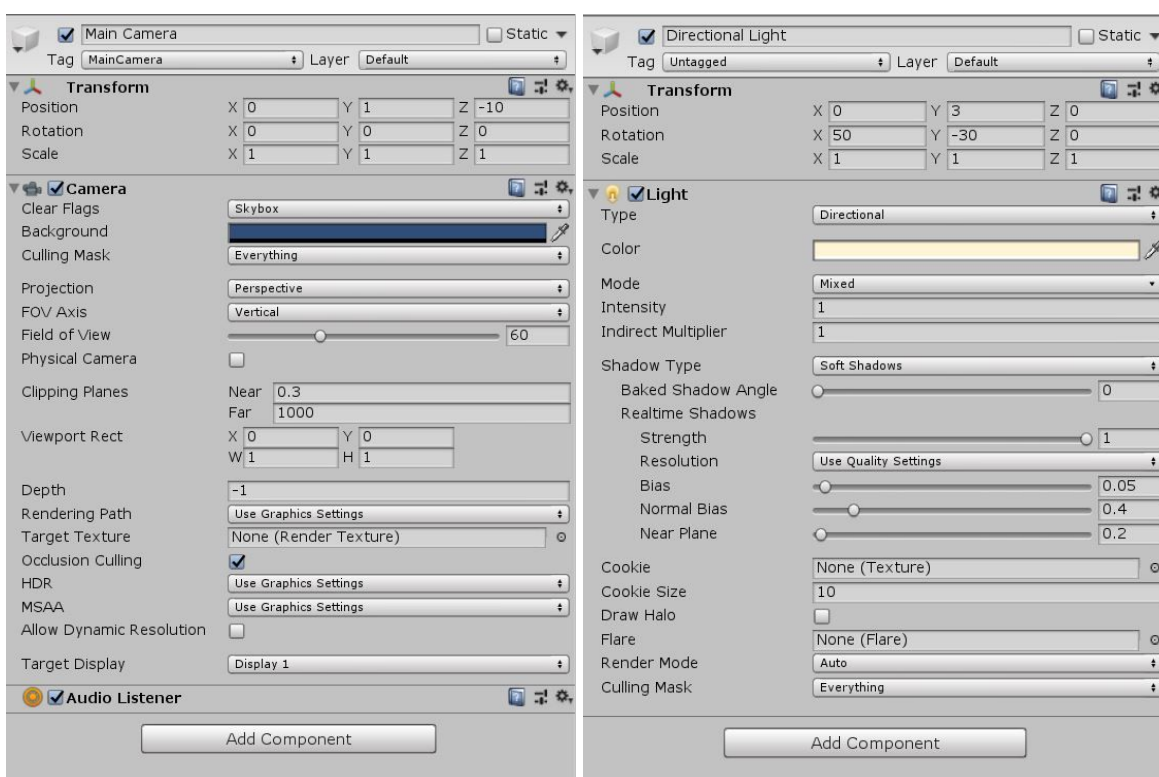 Main Camera Static
Tag MainCamera Layer Default
Transform
Position X 0 Y 1 Z -10
Rotation X 0 Y 0 Z 0
Scale X 1 Y 1 Z 1
Camera
Clear Flags Skybox
Background
Culling Mask Everything
Projection Perspective
FOV Axis Vertical
Field of View 60
Physical Camera
Clipping Planes Near 0.3
Far 1000
Viewport Rect X 0 Y 0
W 1 H 1
Depth -1
Rendering Path Use Graphics Settings
Target Texture None (Render Texture)
Occlusion Culling
HDR Use Graphics Settings
MSAA Use Graphics Settings
Allow Dynamic Resolution
Target Display Display 1
Audio Listener
Add Component
Directional Light Static
Tag Untagged Layer Default
Transform
Position X 0 Y 3 Z 0
Rotation X 50 Y -30 Z 0
Scale X 1 Y 1 Z 1
Light
Type Directional
Color
Mode Mixed
Intensity 1
Indirect Multiplier 1
Shadow Type Soft Shadows
Baked Shadow Angle 0
Realtime Shadows
Strength 1
Resolution Use Quality Settings
Bias 0.05
Normal Bias 0.4
Near Plane 0.2
Cookie None (Texture)
Cookie Size 10
Draw Halo
Flare None (Flare)
Render Mode Auto
Culling Mask Everything
Add Component